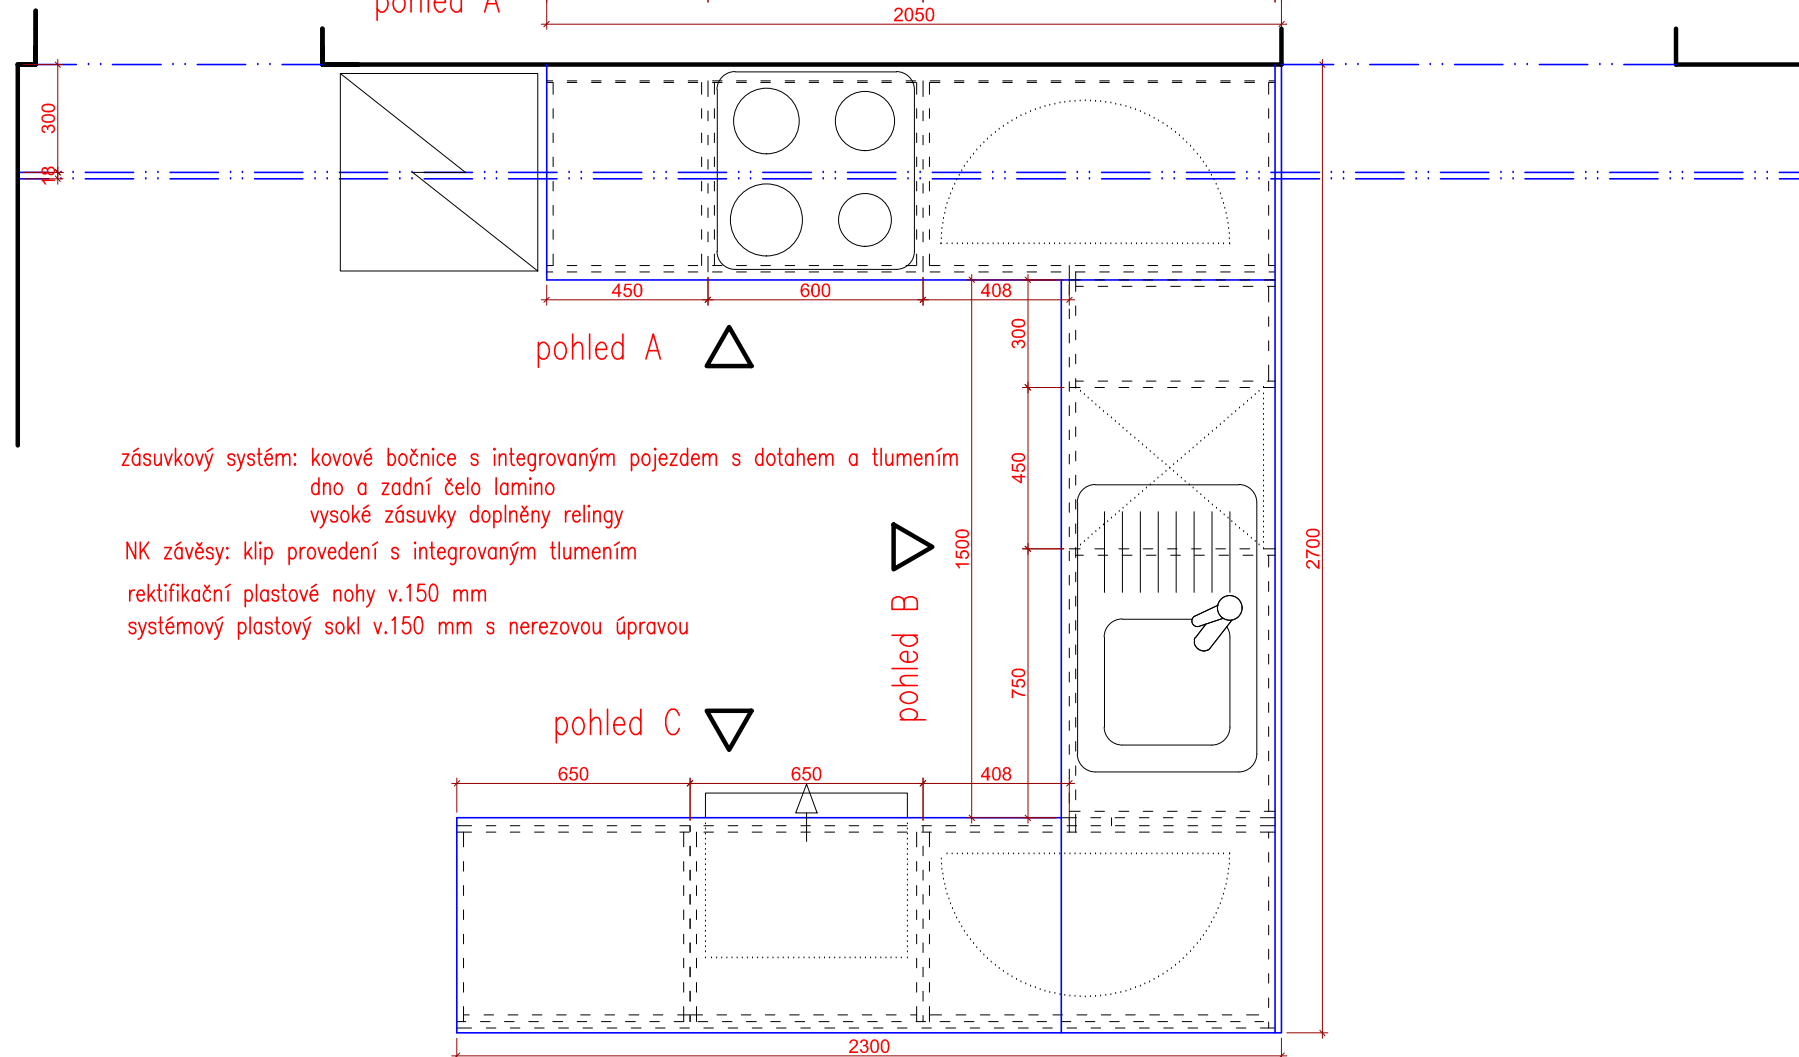 pohled A
2050
300
18
450
600
408
pohled A
300
450
1500
750
2700
zásuvkový systém: kovové bočnice s integrovaným pojezdem s dotahem a tlumením
dno a zadní čelo lamino
vysoké zásuvky doplněny relingy
NK závěsy: klip provedení s integrovaným tlumením
rektifikační plastové nohy v.150 mm
systémový plastový sokl v.150 mm s nerezovou úpravou
pohled B
pohled C
650
650
408
2300